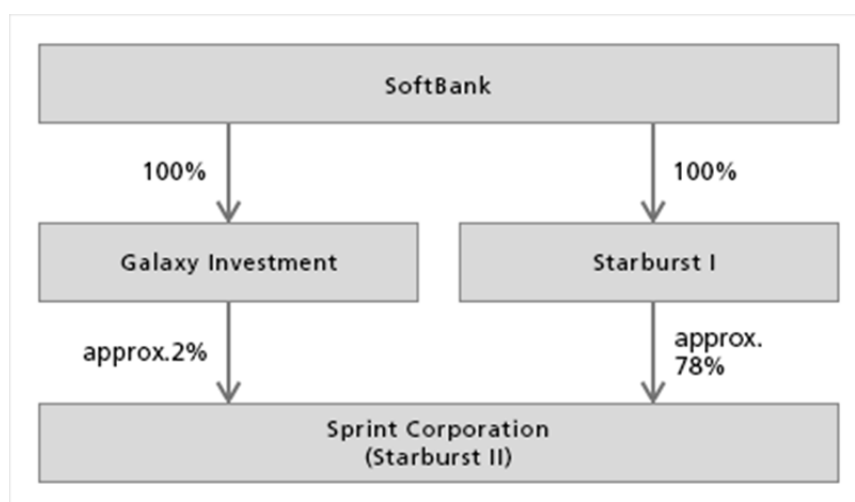 SoftBank
100%
100%
Galaxy Investment
Starburst I
approx.2%
approx.
78%
Sprint Corporation
(Starburst II)